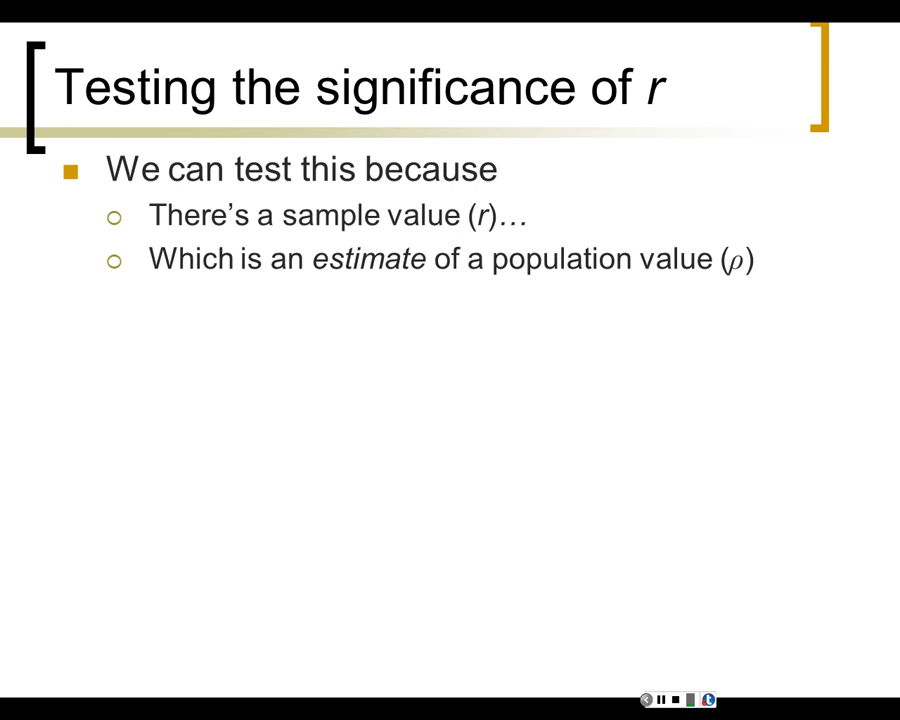 Testing the significance of r
We can test this because
There’s a sample value (r)…
Which is an estimate of a population value (ρ)